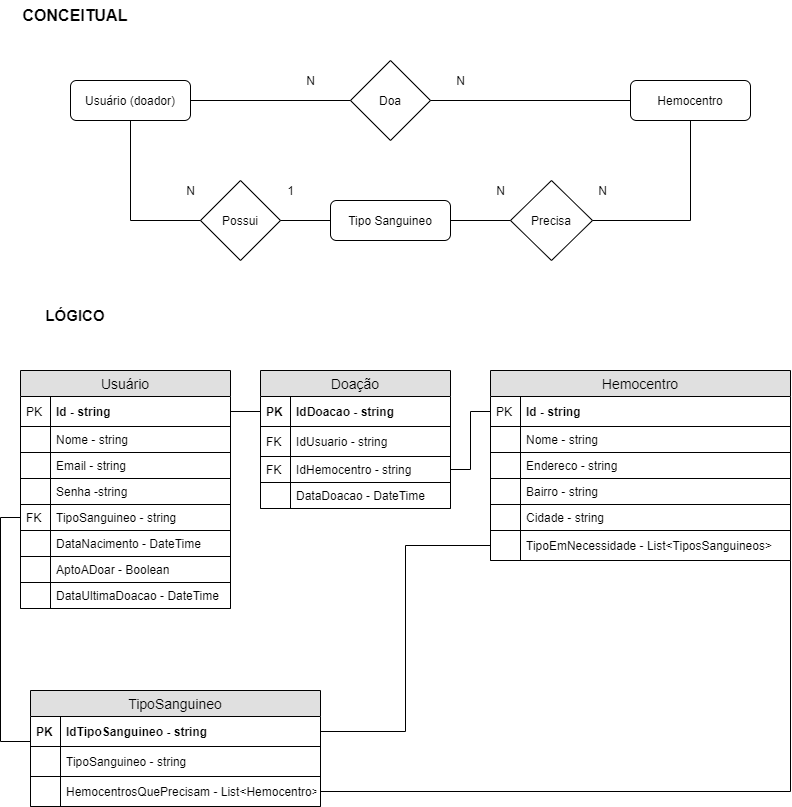 CONCEITUAL
N
N
Usuário (doador)
Doa
Hemocentro
N
1
N
N
Possui
Tipo Sanguineo
Precisa
LÓGICO
Usuário
PK Id - string
Nome - string
Email - string
Senha -string
FK TipoSanguineo - string
DataNacimento - DateTime
AptoADoar - Boolean
DataUltimaDoacao - DateTime
Doação
PK IdDoacao - string
FK IdUsuario - string
FK IdHemocentro - string
DataDoacao - DateTime
Hemocentro
PK Id - string
Nome - string
Endereco - string
Bairro - string
Cidade - string
TipoEmNecessidade - List<TiposSanguineos>
TipoSanguineo
PK IdTipoSanguineo - string
TipoSanguineo - string
HemocentrosQuePrecisam - List<Hemocentro>